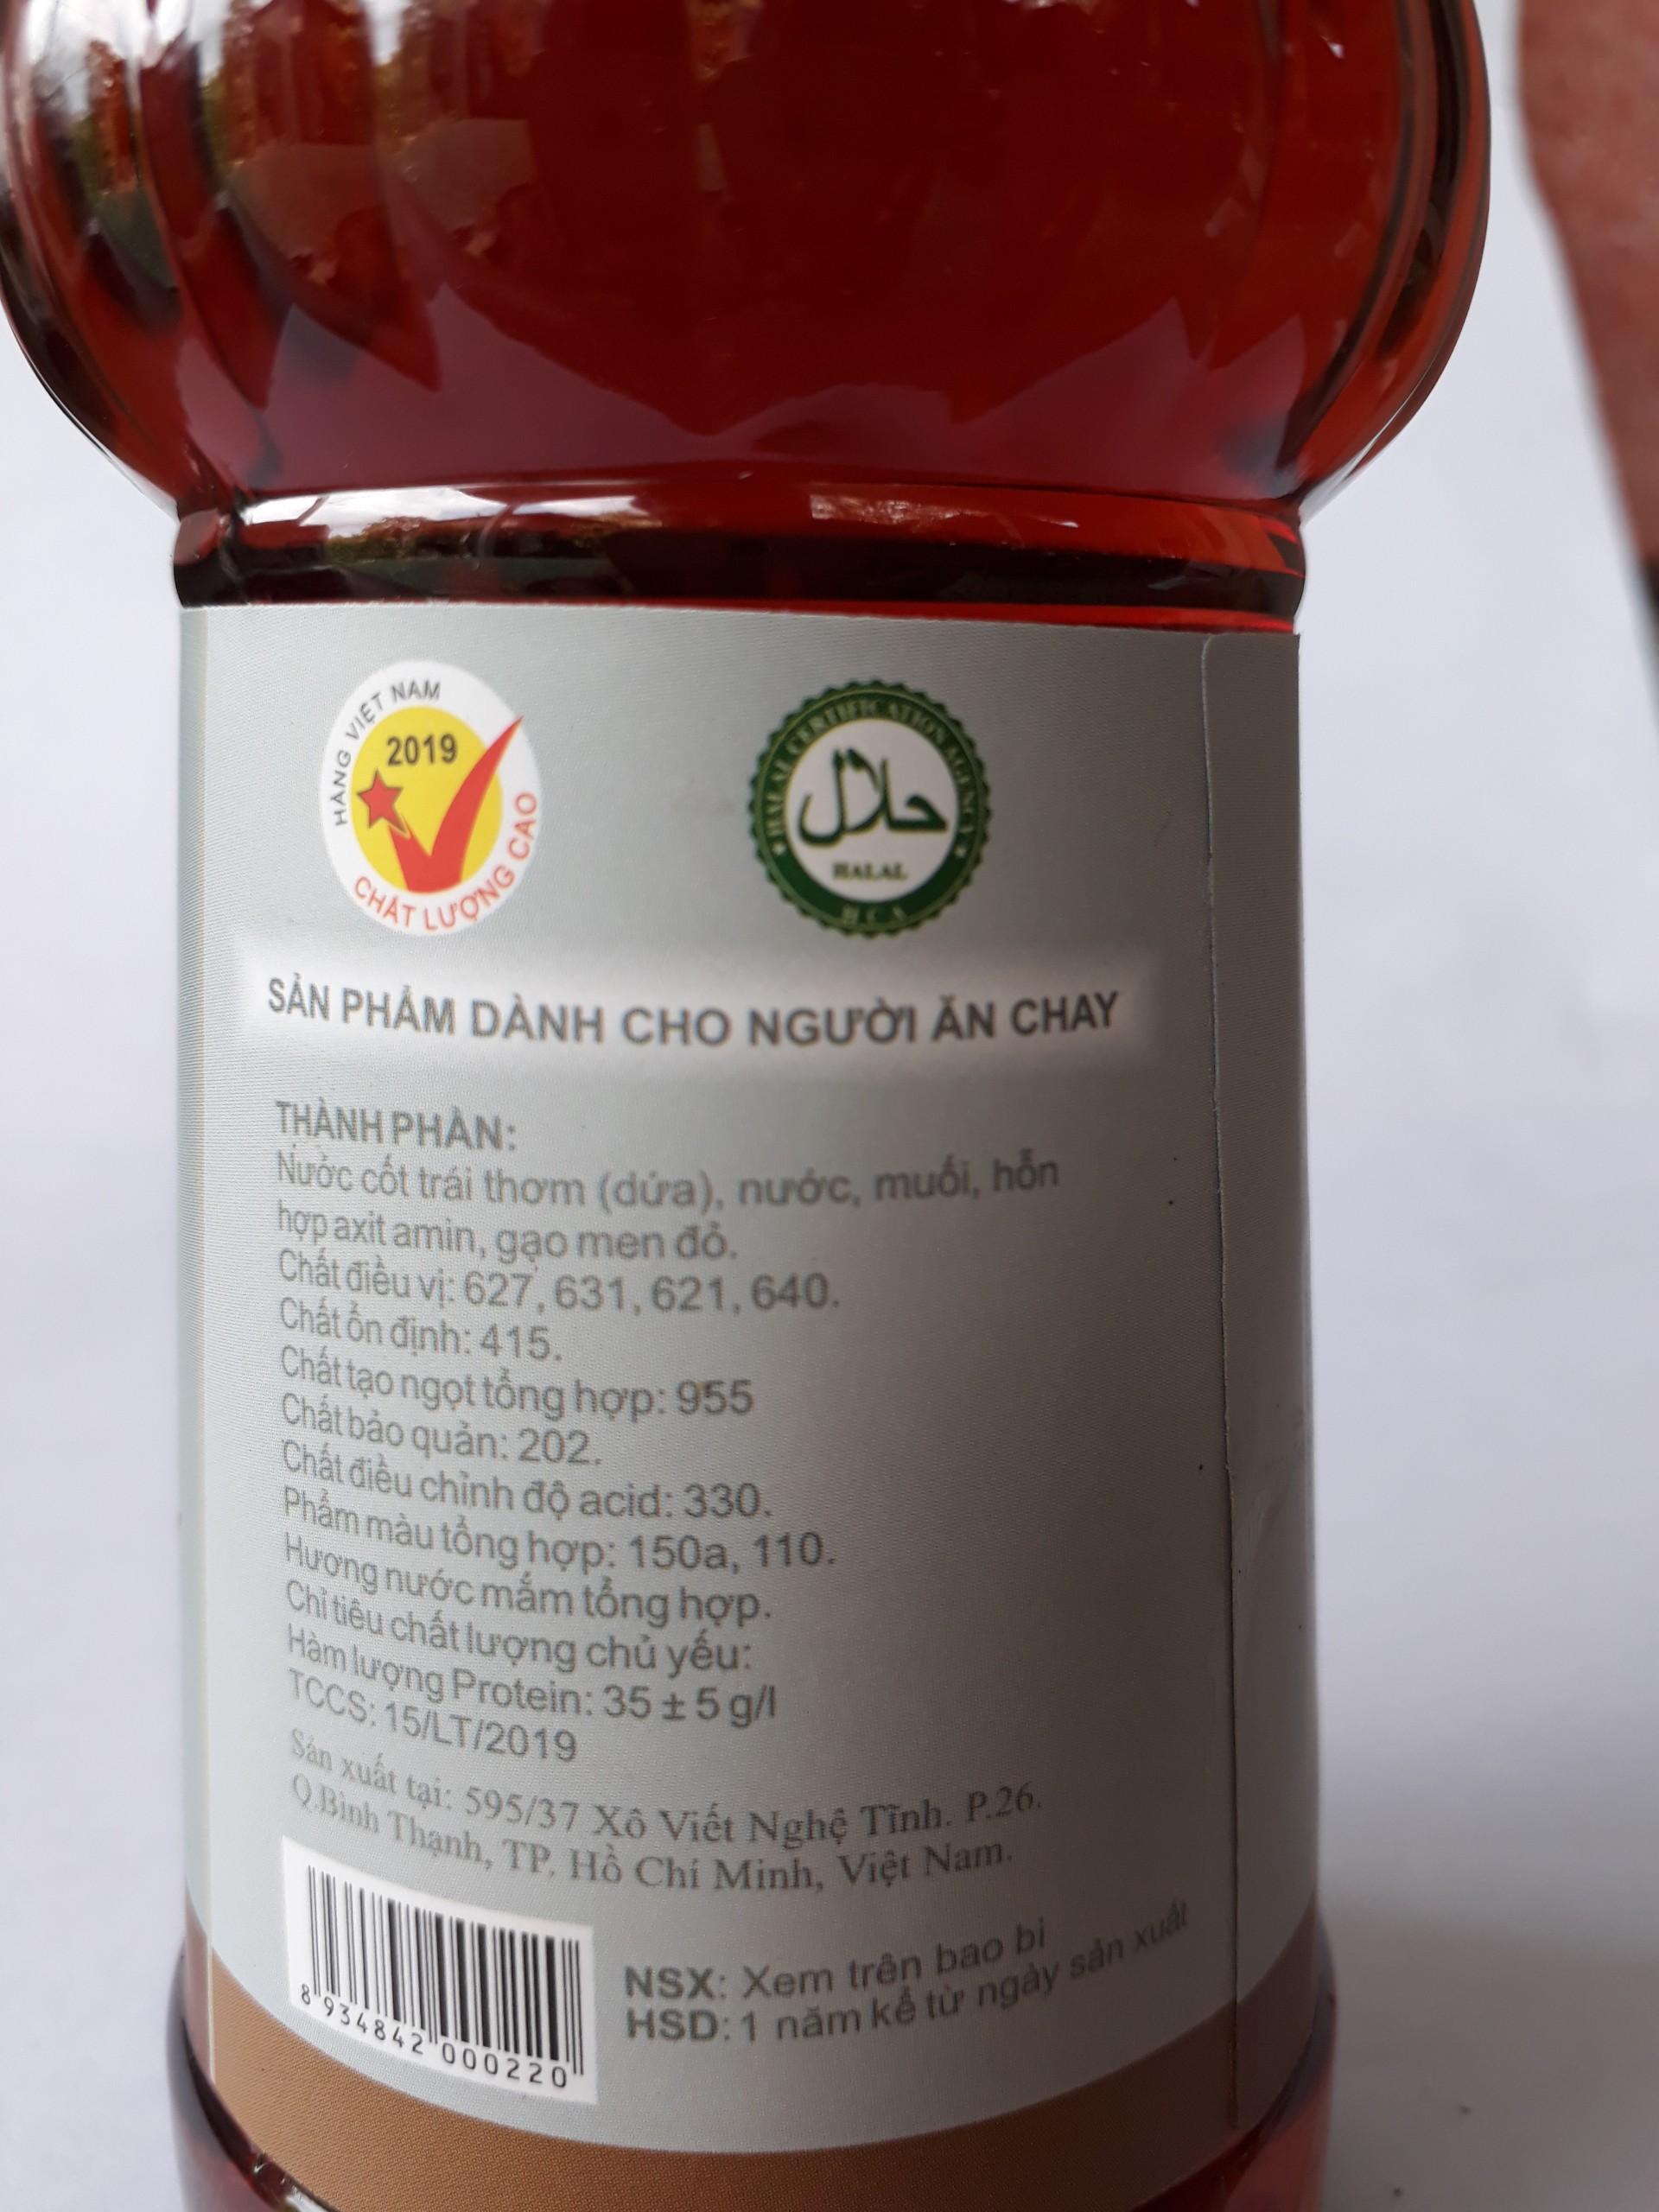 HÀNG VIỆT NAM
2019
CHẤT LƯỢNG CAO
HALAL CERTIFICATION AGENCY
حلال
HALAL
HCA
SẢN PHẨM DÀNH CHO NGƯỜI ĂN CHAY
THÀNH PHẦN:
Nước cốt trái thơm (dứa), nước, muối, hỗn
hợp axit amin, gạo men đỏ.
Chất điều vị: 627, 631, 621, 640.
Chất ổn định: 415.
Chất tạo ngọt tổng hợp: 955
Chất bảo quản: 202.
Chất điều chỉnh độ acid: 330.
Phẩm màu tổng hợp: 150a, 110.
Hương nước mắm tổng hợp.
Chỉ tiêu chất lượng chủ yếu:
Hàm lượng Protein: 35 ± 5 g/l
TCCS: 15/LT/2019
Sản xuất tại: 595/37 Xô Viết Nghệ Tĩnh. P.26.
Q.Bình Thạnh, TP. Hồ Chí Minh, Việt Nam.
NSX: Xem trên bao bì
HSD: 1 năm kể từ ngày sản xuất
8 934842 000220